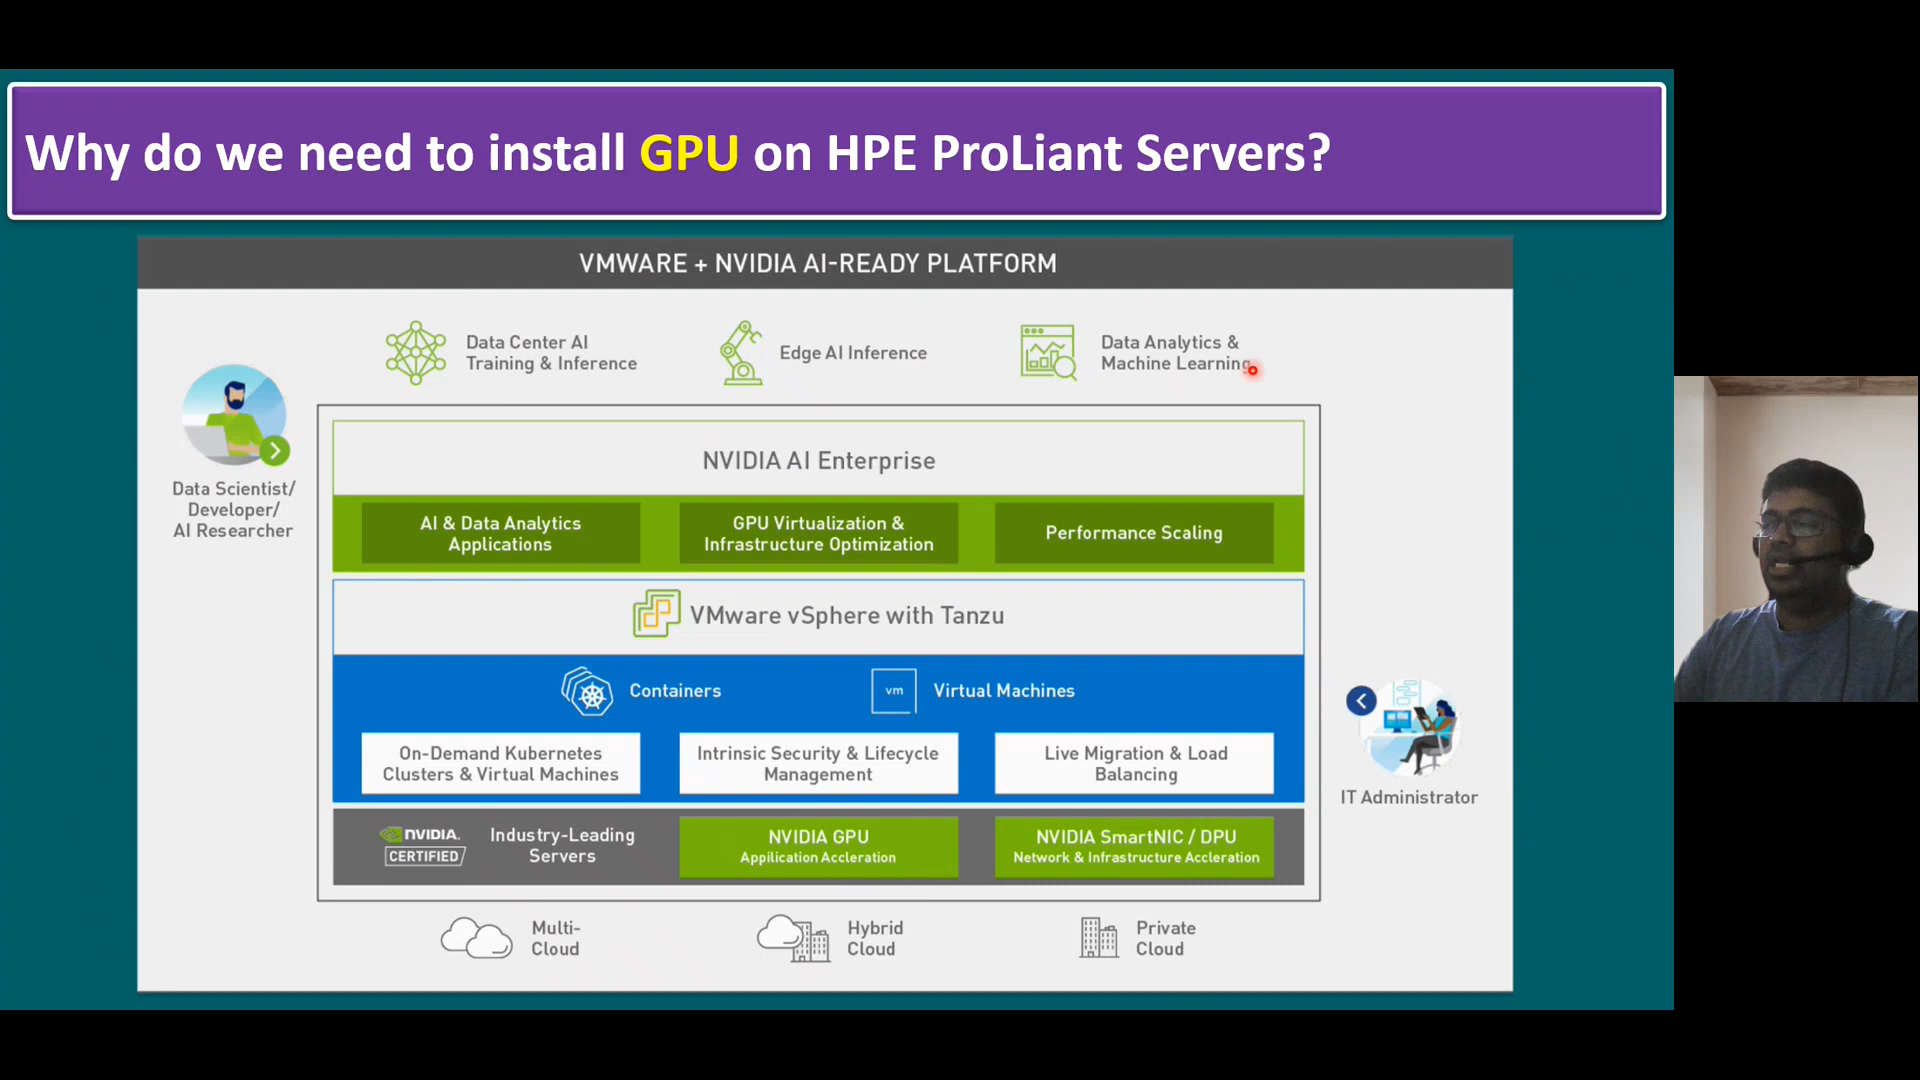 Why do we need to install GPU on HPE ProLiant Servers?
VMWARE + NVIDIA AI-READY PLATFORM
Data Center AI
Training & Inference
Edge AI Inference
Data Analytics &
Machine Learning
Data Scientist/
Developer/
AI Researcher
NVIDIA AI Enterprise
AI & Data Analytics
Applications
GPU Virtualization &
Infrastructure Optimization
Performance Scaling
VMware vSphere with Tanzu
Containers
vm
Virtual Machines
On-Demand Kubernetes
Clusters & Virtual Machines
Intrinsic Security & Lifecycle
Management
Live Migration & Load
Balancing
IT Administrator
NVIDIA.
CERTIFIED
Industry-Leading
Servers
NVIDIA GPU
Appilication Accleration
NVIDIA SmartNIC / DPU
Network & Infrastructure Accleration
Multi-
Cloud
Hybrid
Cloud
Private
Cloud